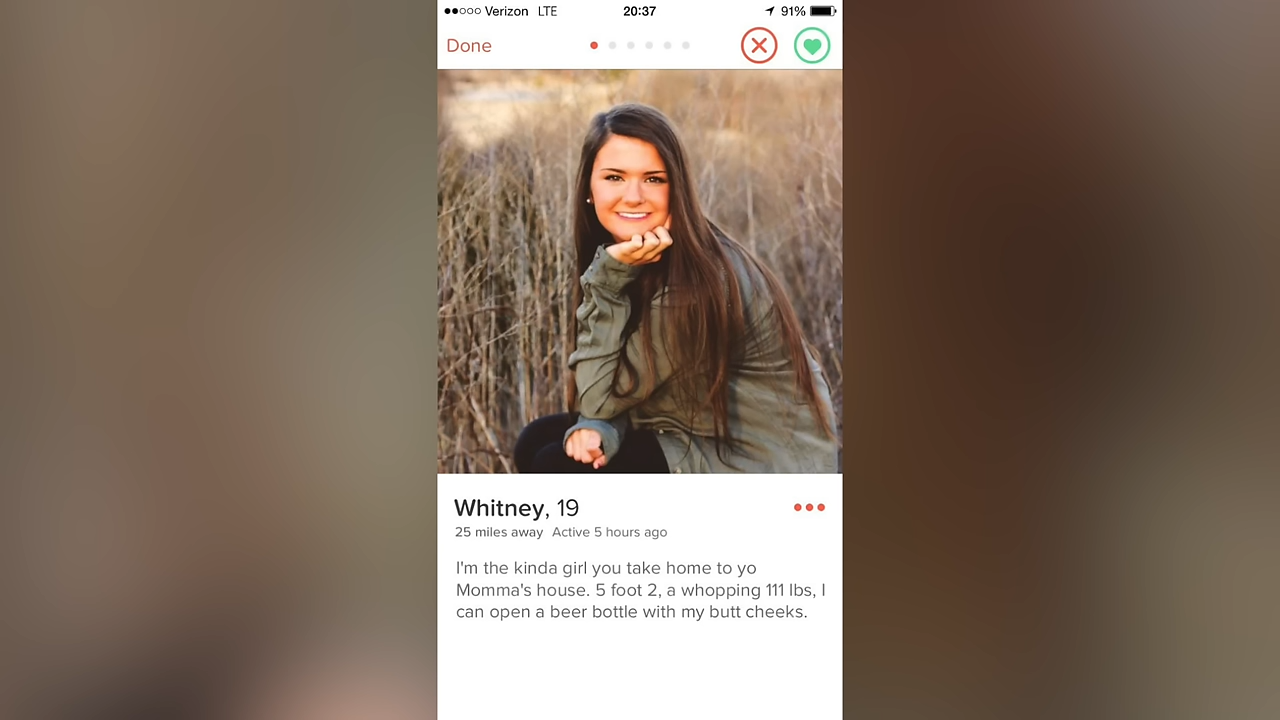 Verizon LTE 20:37 91%
Done
Whitney, 19
25 miles away Active 5 hours ago
I'm the kinda girl you take home to yo
Momma's house. 5 foot 2, a whopping 111 lbs, I
can open a beer bottle with my butt cheeks.